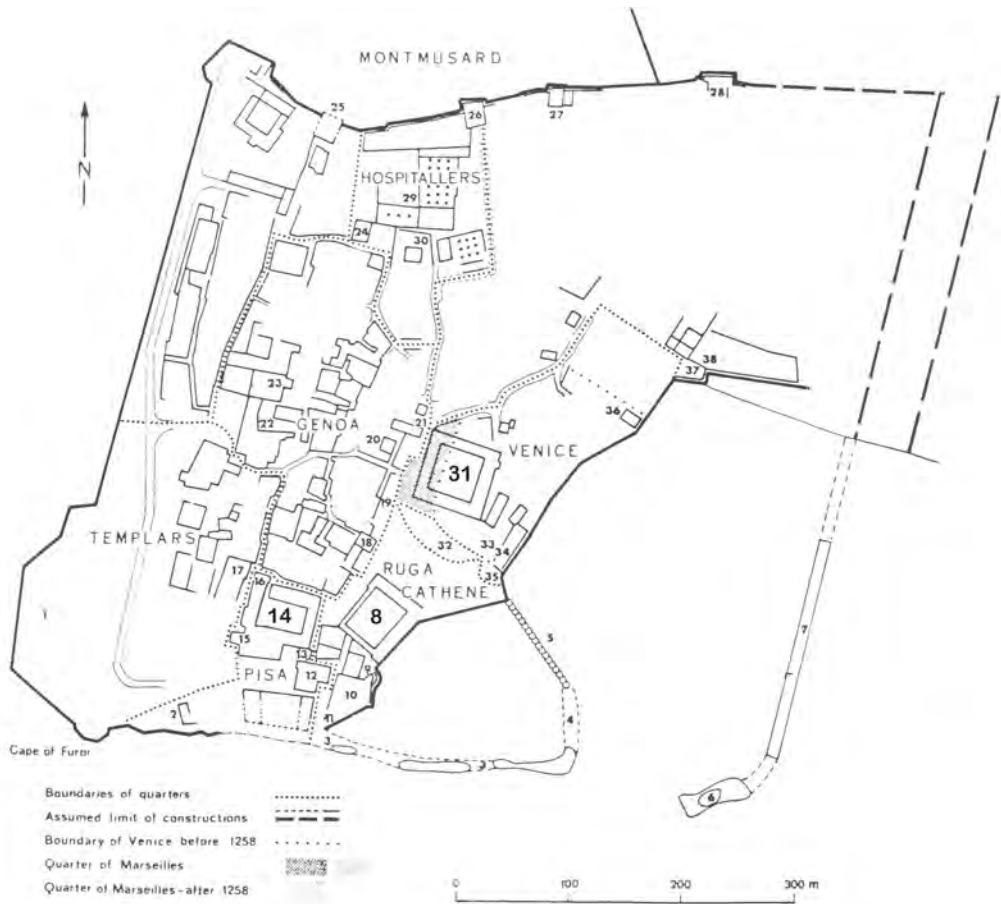 MONTMUSARD
N
25
26
27
28
HOSPITALLERS
29
24
30
38
37
23
36
22
GENOA
21
20
VENICE
31
19
TEMPLARS
18
32
33
34
RUGA
35
17
16
CATHENE
14
8
5
7
15
13
PISA
12
9
10
4
2
11
3
6
Cape of Furor
Boundaries of quarters
Assumed limit of constructions
Boundary of Venice before 1258
Quarter of Marseilles
Quarter of Marseilles-after 1258
0 100 200 300 m